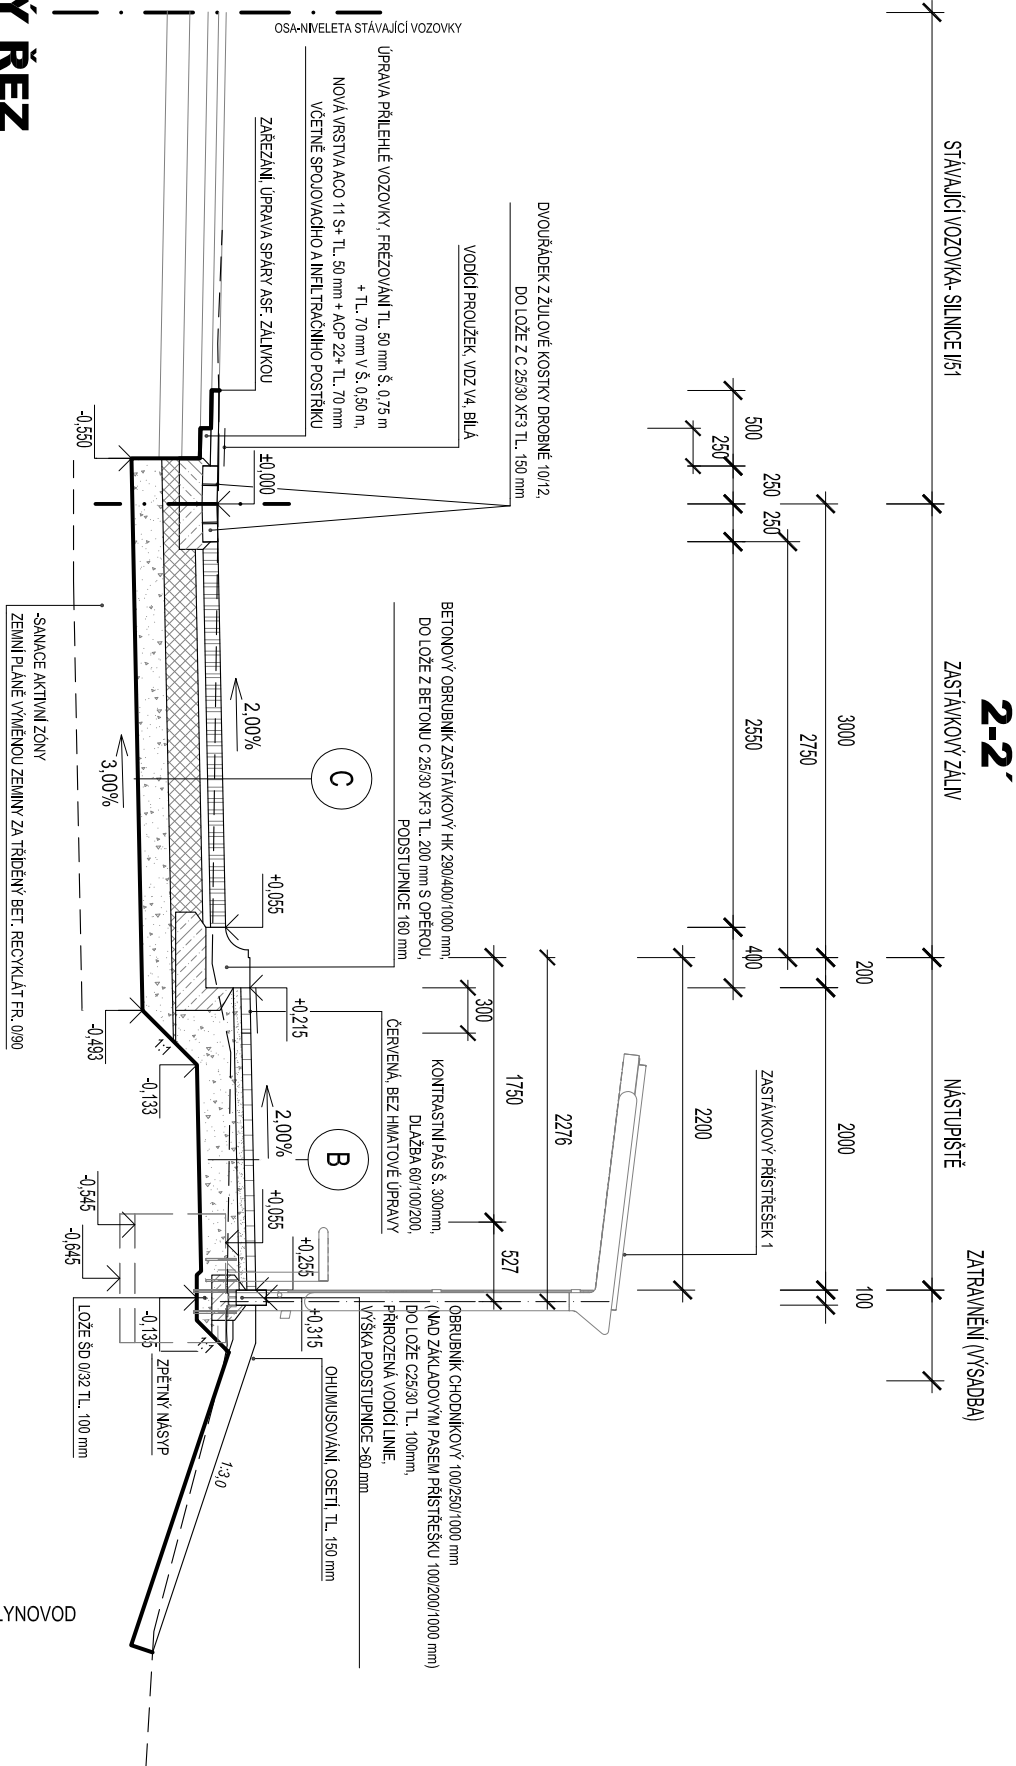 Ý ŘEZ
2-2´
STÁVAJÍCÍ VOZOVKA- SILNICE I/51
ZASTÁVKOVÝ ZÁLIV
NÁSTUPIŠTĚ
ZATRAVNĚNÍ (VÝSADBA)
3000
200
2000
100
2750
250
500
250
250
2550
400
2200
2276
1750
527
300
ZASTÁVKOVÝ PŘÍSTŘEŠEK 1
OSA-NIVELETA STÁVAJÍCÍ VOZOVKY
DVOUŘÁDEK Z ŽULOVÉ KOSTKY DROBNÉ 10/12,
DO LOŽE Z C 25/30 XF3 TL. 150 mm
VODÍCÍ PROUŽEK, VDZ V4, BÍLÁ
ÚPRAVA PŘILEHLÉ VOZOVKY, FRÉZOVÁNÍ TL. 50 mm Š. 0,75 m
+ TL. 70 mm V Š. 0,50 m,
NOVÁ VRSTVA ACO 11 S+ TL. 50 mm + ACP 22+ TL. 70 mm
VČETNĚ SPOJOVACÍHO A INFILTRAČNÍHO POSTŘIKU
ZAŘEZÁNÍ, ÚPRAVA SPÁRY ASF. ZÁLIVKOU
BETONOVÝ OBRUBNÍK ZASTÁVKOVÝ HK 290/400/1000 mm,
DO LOŽE Z BETONU C 25/30 XF3 TL. 200 mm S OPĚROU,
PODSTUPNICE 160 mm
KONTRASTNÍ PÁS Š. 300mm,
DLAŽBA 60/100/200,
ČERVENÁ, BEZ HMATOVÉ ÚPRAVY
OBRUBNÍK CHODNÍKOVÝ 100/250/1000 mm
(NAD ZÁKLADOVÝM PASEM PŘÍSTŘEŠKU 100/200/1000 mm)
DO LOŽE C25/30 TL. 100mm,
PŘIROZENÁ VODÍCÍ LINIE,
VÝŠKA PODSTUPNICE >60 mm
OHUMUSOVÁNÍ, OSETÍ, TL. 150 mm
C
B
2,00%
2,00%
3,00%
±0,000
-0,550
+0,055
+0,215
+0,055
+0,255
+0,315
-0,493
-0,133
-0,545
-0,645
-0,135
1:1
1:1
1:3,0
ZPĚTNÝ NÁSYP
LOŽE ŠD 0/32 TL. 100 mm
-SANACE AKTIVNÍ ZÓNY
ZEMNÍ PLÁNĚ VÝMĚNOU ZEMINY ZA TŘÍDĚNÝ BET. RECYKLÁT FR. 0/90
LYNOVOD